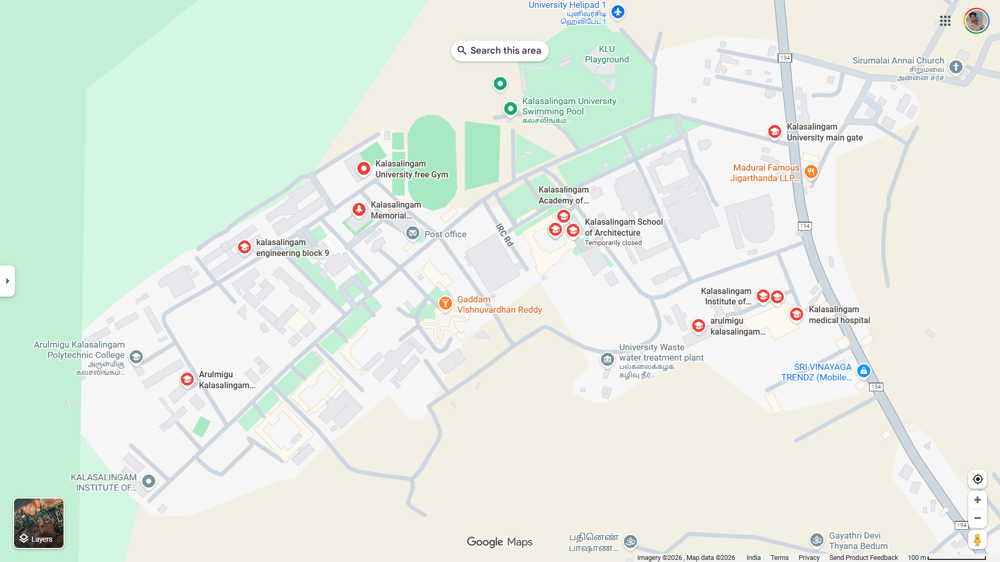 University Helipad 1
யுனிவர்சிடி
ஹெலிபேட் 1
Search this area
KLU
Playground
194
Sirumalai Annai Church
சிறுமலை
அன்னை சர்ச்
Kalasalingam University
Swimming Pool
கலசலிங்கம்...
Kalasalingam
University main gate
Kalasalingam
University free Gym
Madurai Famous
Jigarthanda LLP...
Kalasalingam
Academy of...
Kalasalingam
Memorial...
Post office
IRC Rd
Kalasalingam School
of Architecture
Temporarily closed
194
kalasalingam
engineering block 9
Gaddam
Vishnuvardhan Reddy
Kalasalingam
Institute of...
Kalasalingam
medical hospital
arulmigu
kalasalingam...
Arulmigu Kalasalingam
Polytechnic College
அருள்மிகு
கலசலிங்கம்...
University Waste
water treatment plant
பல்கலைக்கழக
கழிவு நீர்...
Arulmigu
Kalasalingam...
SRI VINAYAGA
TRENDZ (Mobile...
194
KALASALINGAM
INSTITUTE OF...
Layers
194
Google Maps
பதினெண்
பாஷாண...
Gayathri Devi
Thyana Bedum
Imagery ©2026 , Map data ©2026 India Terms Privacy Send Product Feedback 100 m